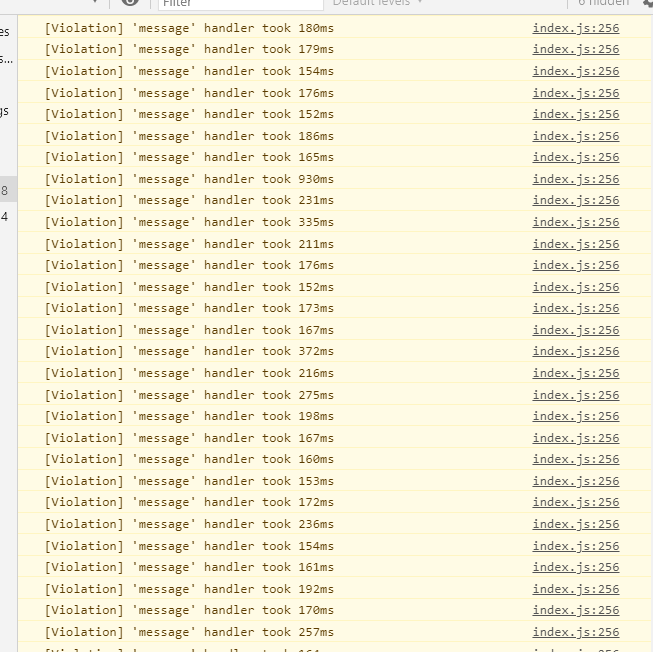 es
Filter
Default levels
6 hidden
s...
gs
8
4
[Violation] 'message' handler took 180ms index.js:256
[Violation] 'message' handler took 179ms index.js:256
[Violation] 'message' handler took 154ms index.js:256
[Violation] 'message' handler took 176ms index.js:256
[Violation] 'message' handler took 152ms index.js:256
[Violation] 'message' handler took 186ms index.js:256
[Violation] 'message' handler took 165ms index.js:256
[Violation] 'message' handler took 930ms index.js:256
[Violation] 'message' handler took 231ms index.js:256
[Violation] 'message' handler took 335ms index.js:256
[Violation] 'message' handler took 211ms index.js:256
[Violation] 'message' handler took 176ms index.js:256
[Violation] 'message' handler took 152ms index.js:256
[Violation] 'message' handler took 173ms index.js:256
[Violation] 'message' handler took 167ms index.js:256
[Violation] 'message' handler took 372ms index.js:256
[Violation] 'message' handler took 216ms index.js:256
[Violation] 'message' handler took 275ms index.js:256
[Violation] 'message' handler took 198ms index.js:256
[Violation] 'message' handler took 167ms index.js:256
[Violation] 'message' handler took 160ms index.js:256
[Violation] 'message' handler took 153ms index.js:256
[Violation] 'message' handler took 172ms index.js:256
[Violation] 'message' handler took 236ms index.js:256
[Violation] 'message' handler took 154ms index.js:256
[Violation] 'message' handler took 161ms index.js:256
[Violation] 'message' handler took 192ms index.js:256
[Violation] 'message' handler took 170ms index.js:256
[Violation] 'message' handler took 257ms index.js:256